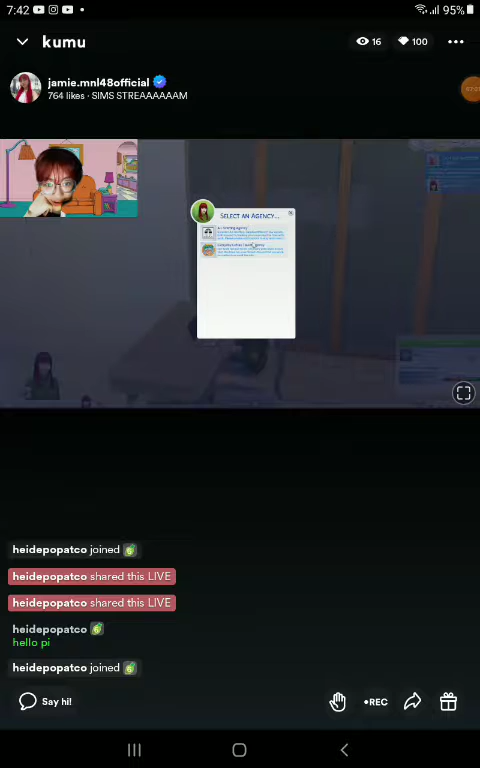 7:42
95%
kumu
16
100
jamie.mnl48official
764 likes · SIMS STREAAAAAAM
SELECT AN AGENCY...
heidepopatco joined
heidepopatco shared this LIVE
heidepopatco shared this LIVE
heidepopatco
hello pi
heidepopatco joined
Say hi!
•REC